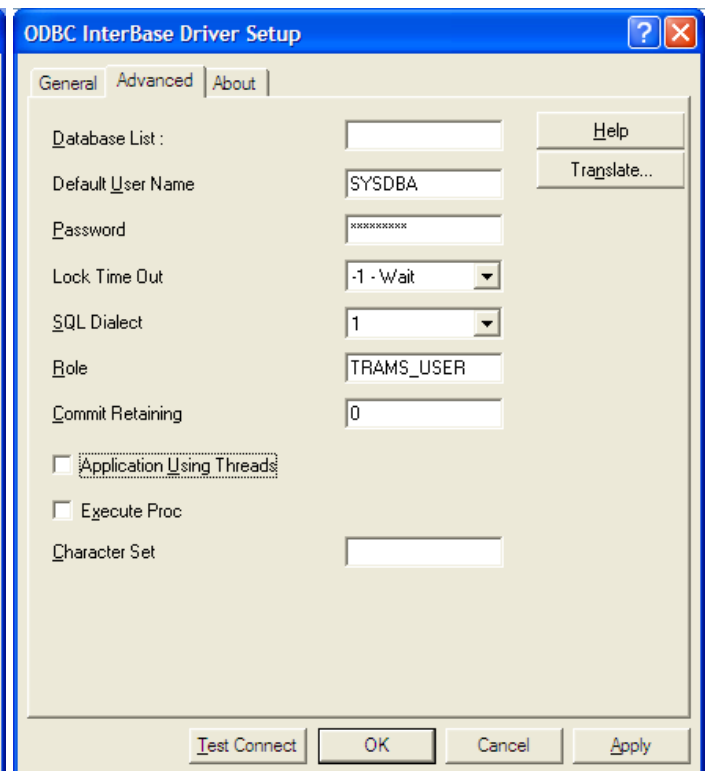 ODBC InterBase Driver Setup
General Advanced About
Database List :
Help
Default User Name SYSDBA
Translate...
Password *********
Lock Time Out -1 - Wait
SQL Dialect 1
Role TRAMS_USER
Commit Retaining 0
Application Using Threads
Execute Proc
Character Set
Test Connect OK Cancel Apply